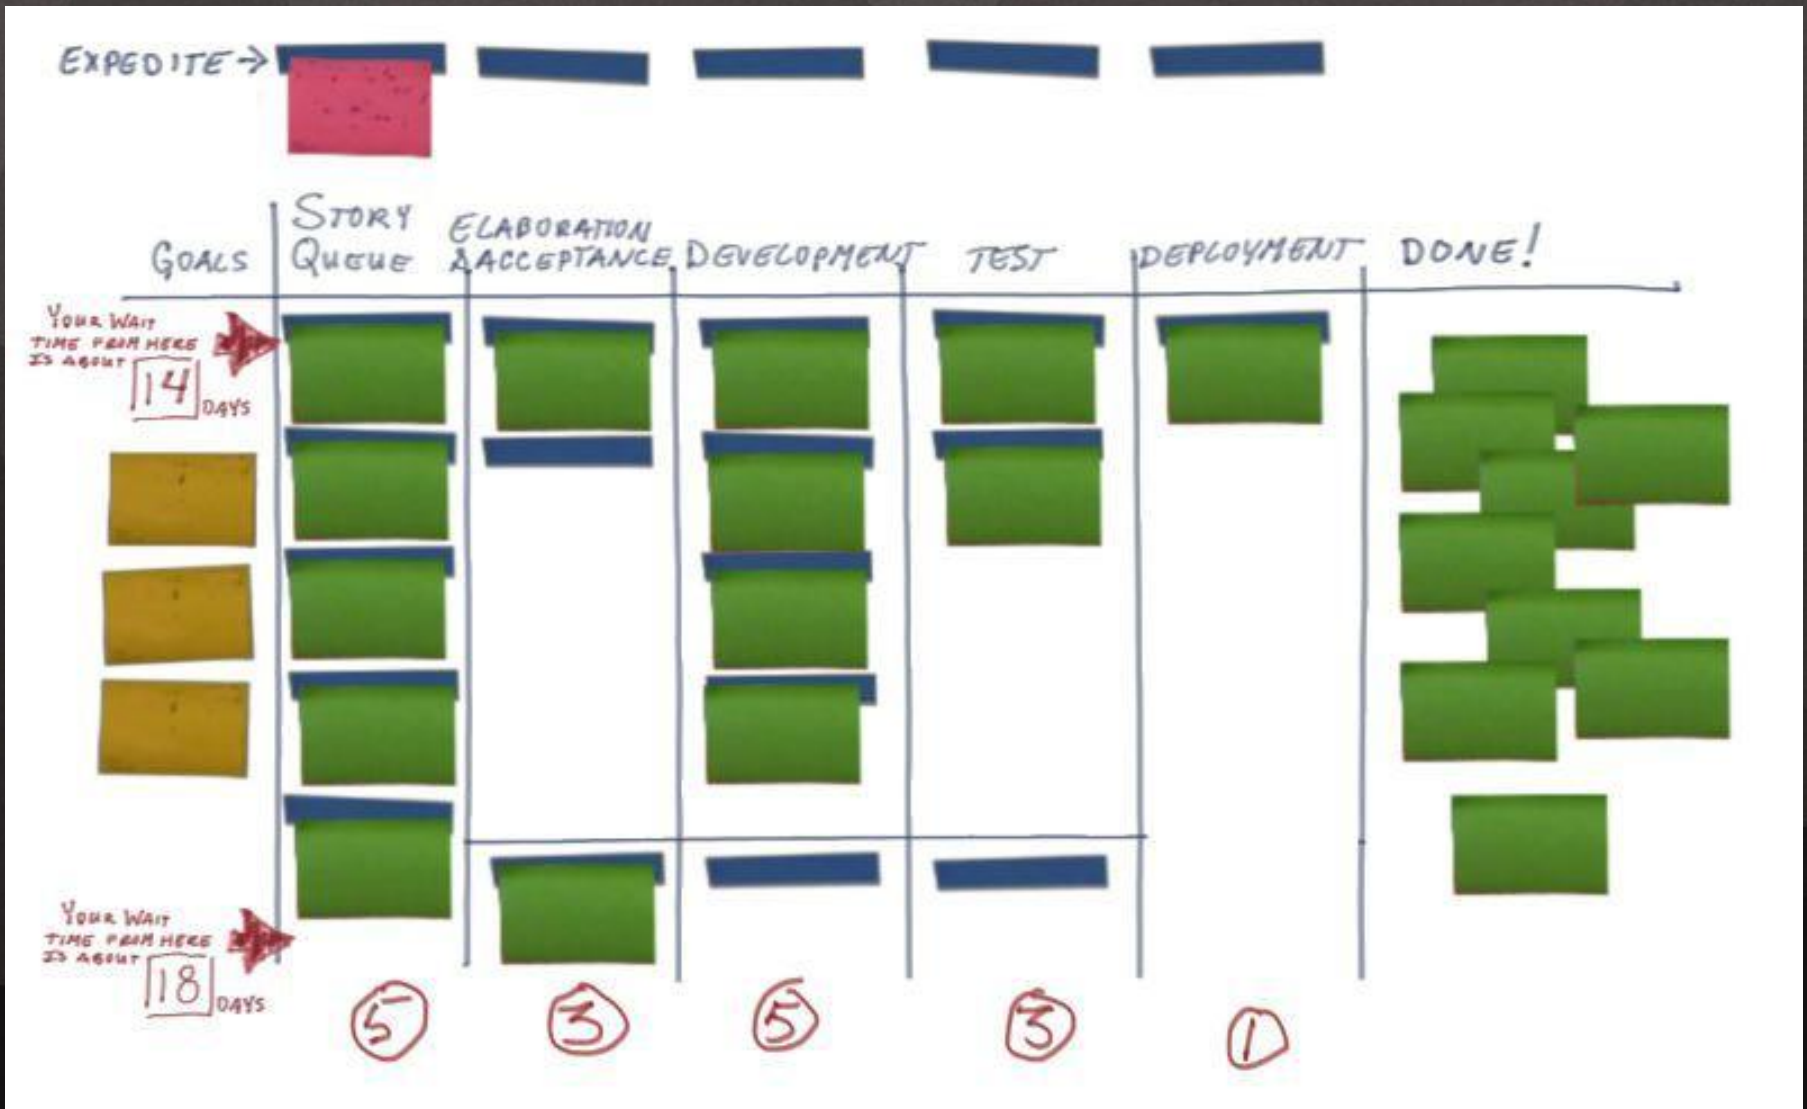 EXPEDITE →
GOALS
STORY
QUEUE
ELABORATION
& ACCEPTANCE
DEVELOPMENT
TEST
DEPLOYMENT
DONE!
YOUR WAIT
TIME FROM HERE
IS ABOUT
14 DAYS
YOUR WAIT
TIME FROM HERE
IS ABOUT
18 DAYS
5
3
5
3
1